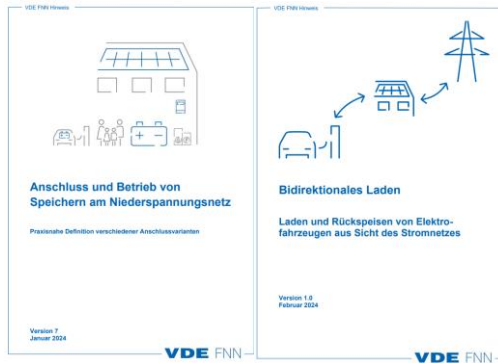 VDE FNN Hinweis
Anschluss und Betrieb von
Speichern am Niederspannungsnetz
Praxisnahe Definition verschiedener Anschlussvarianten
Version 7
Januar 2024
VDE FNN
VDE FNN Hinweis
Bidirektionales Laden
Laden und Rückspeisen von Elektro-
fahrzeugen aus Sicht des Stromnetzes
Version 1.0
Februar 2024
VDE FNN